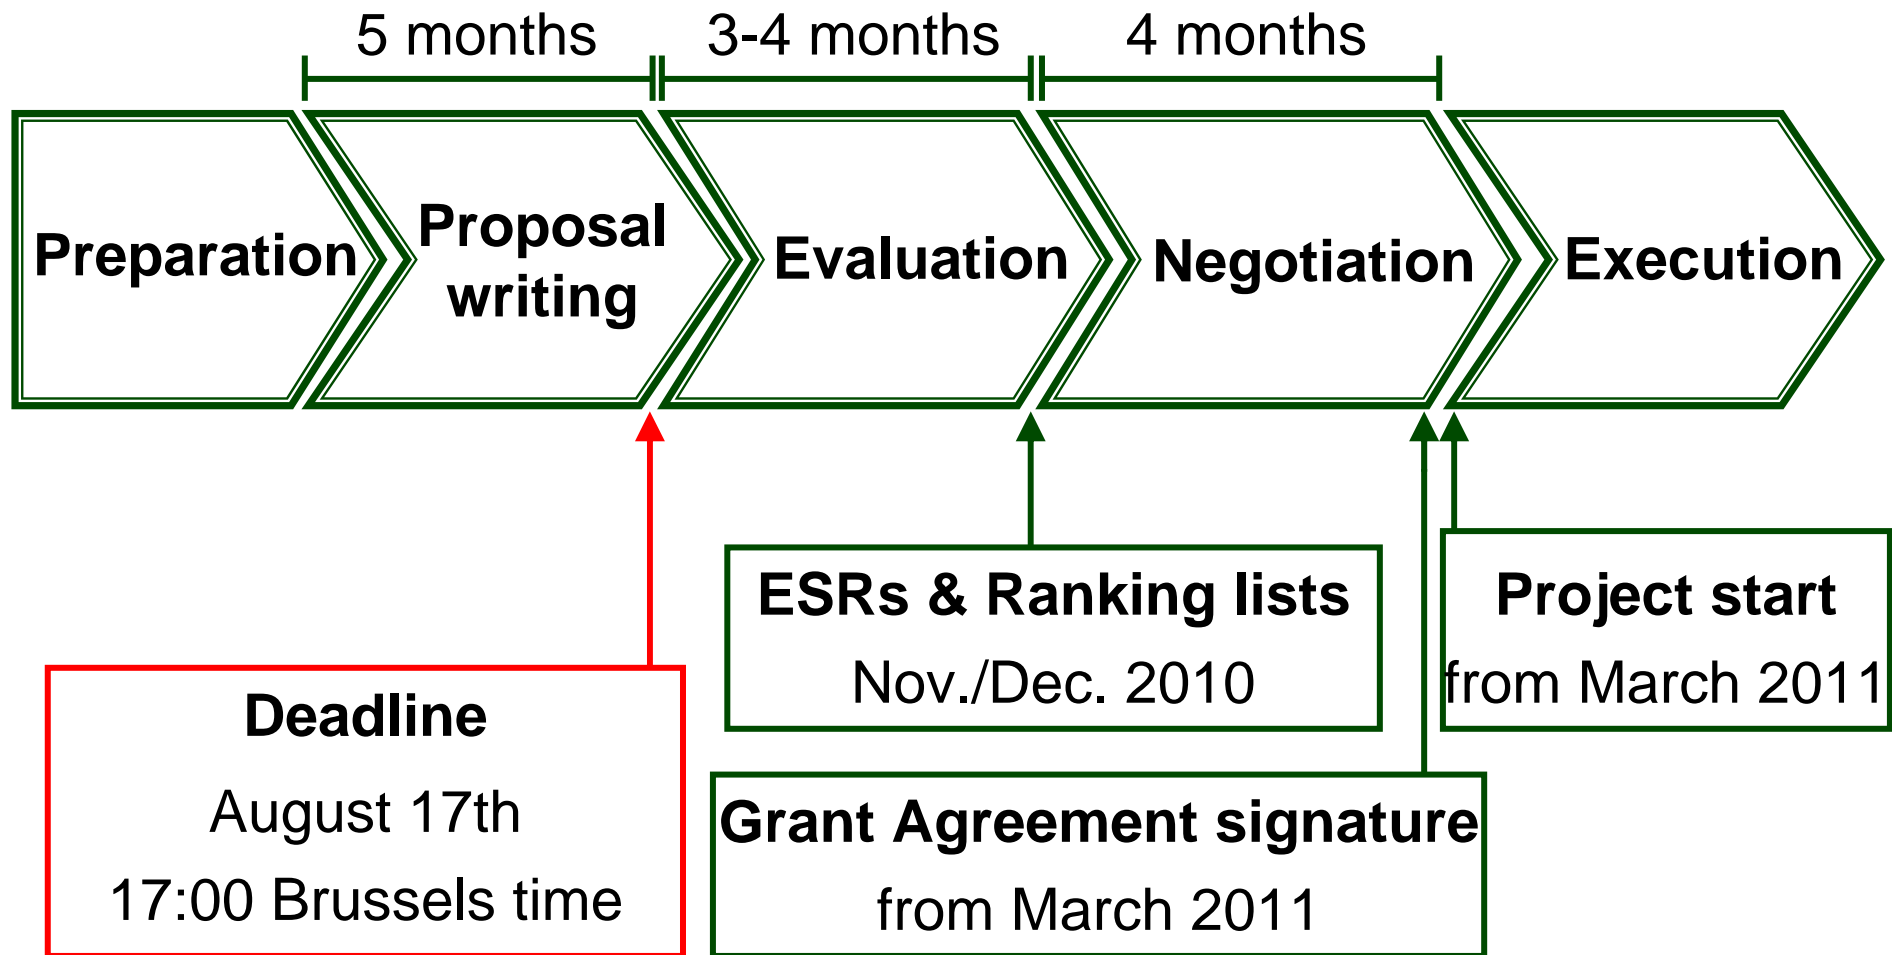 5 months
3-4 months
4 months
Preparation
Proposal
writing
Evaluation
Negotiation
Execution
ESRs & Ranking lists
Nov./Dec. 2010
Project start
from March 2011
Deadline
August 17th
17:00 Brussels time
Grant Agreement signature
from March 2011